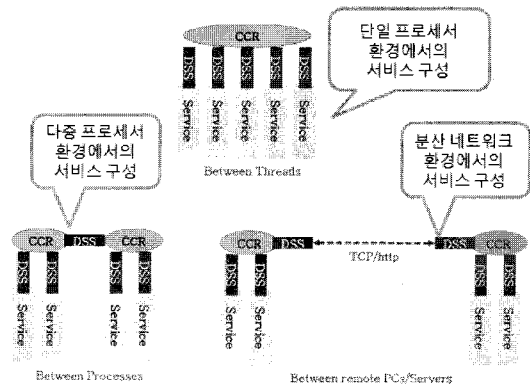 CCR
단일 프로세서
환경에서의
서비스 구성
DSS DSS DSS DSS DSS
Service Service Service Service Service
Between Threads
다중 프로세서
환경에서의
서비스 구성
분산 네트워크
환경에서의
서비스 구성
CCR DSS CCR
DSS DSS DSS DSS
Service Service Service Service
Between Processes
CCR DSS TCP/http DSS CCR
DSS DSS DSS DSS
Service Service Service Service
Between remote PCs/Servers